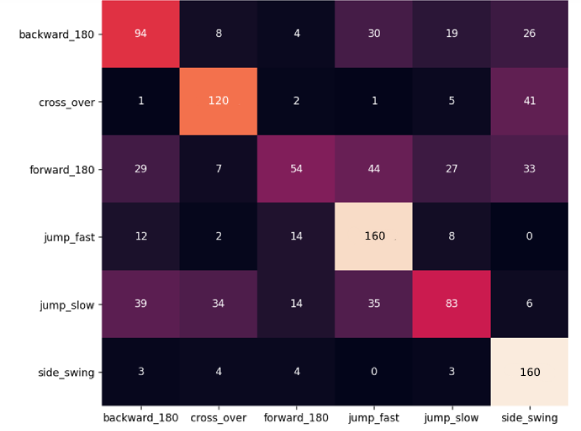 backward_180 94 8 4 30 19 26
cross_over 1 120 2 1 5 41
forward_180 29 7 54 44 27 33
jump_fast 12 2 14 160 8 0
jump_slow 39 34 14 35 83 6
side_swing 3 4 4 0 3 160
backward_180 cross_over forward_180 jump_fast jump_slow side_swing